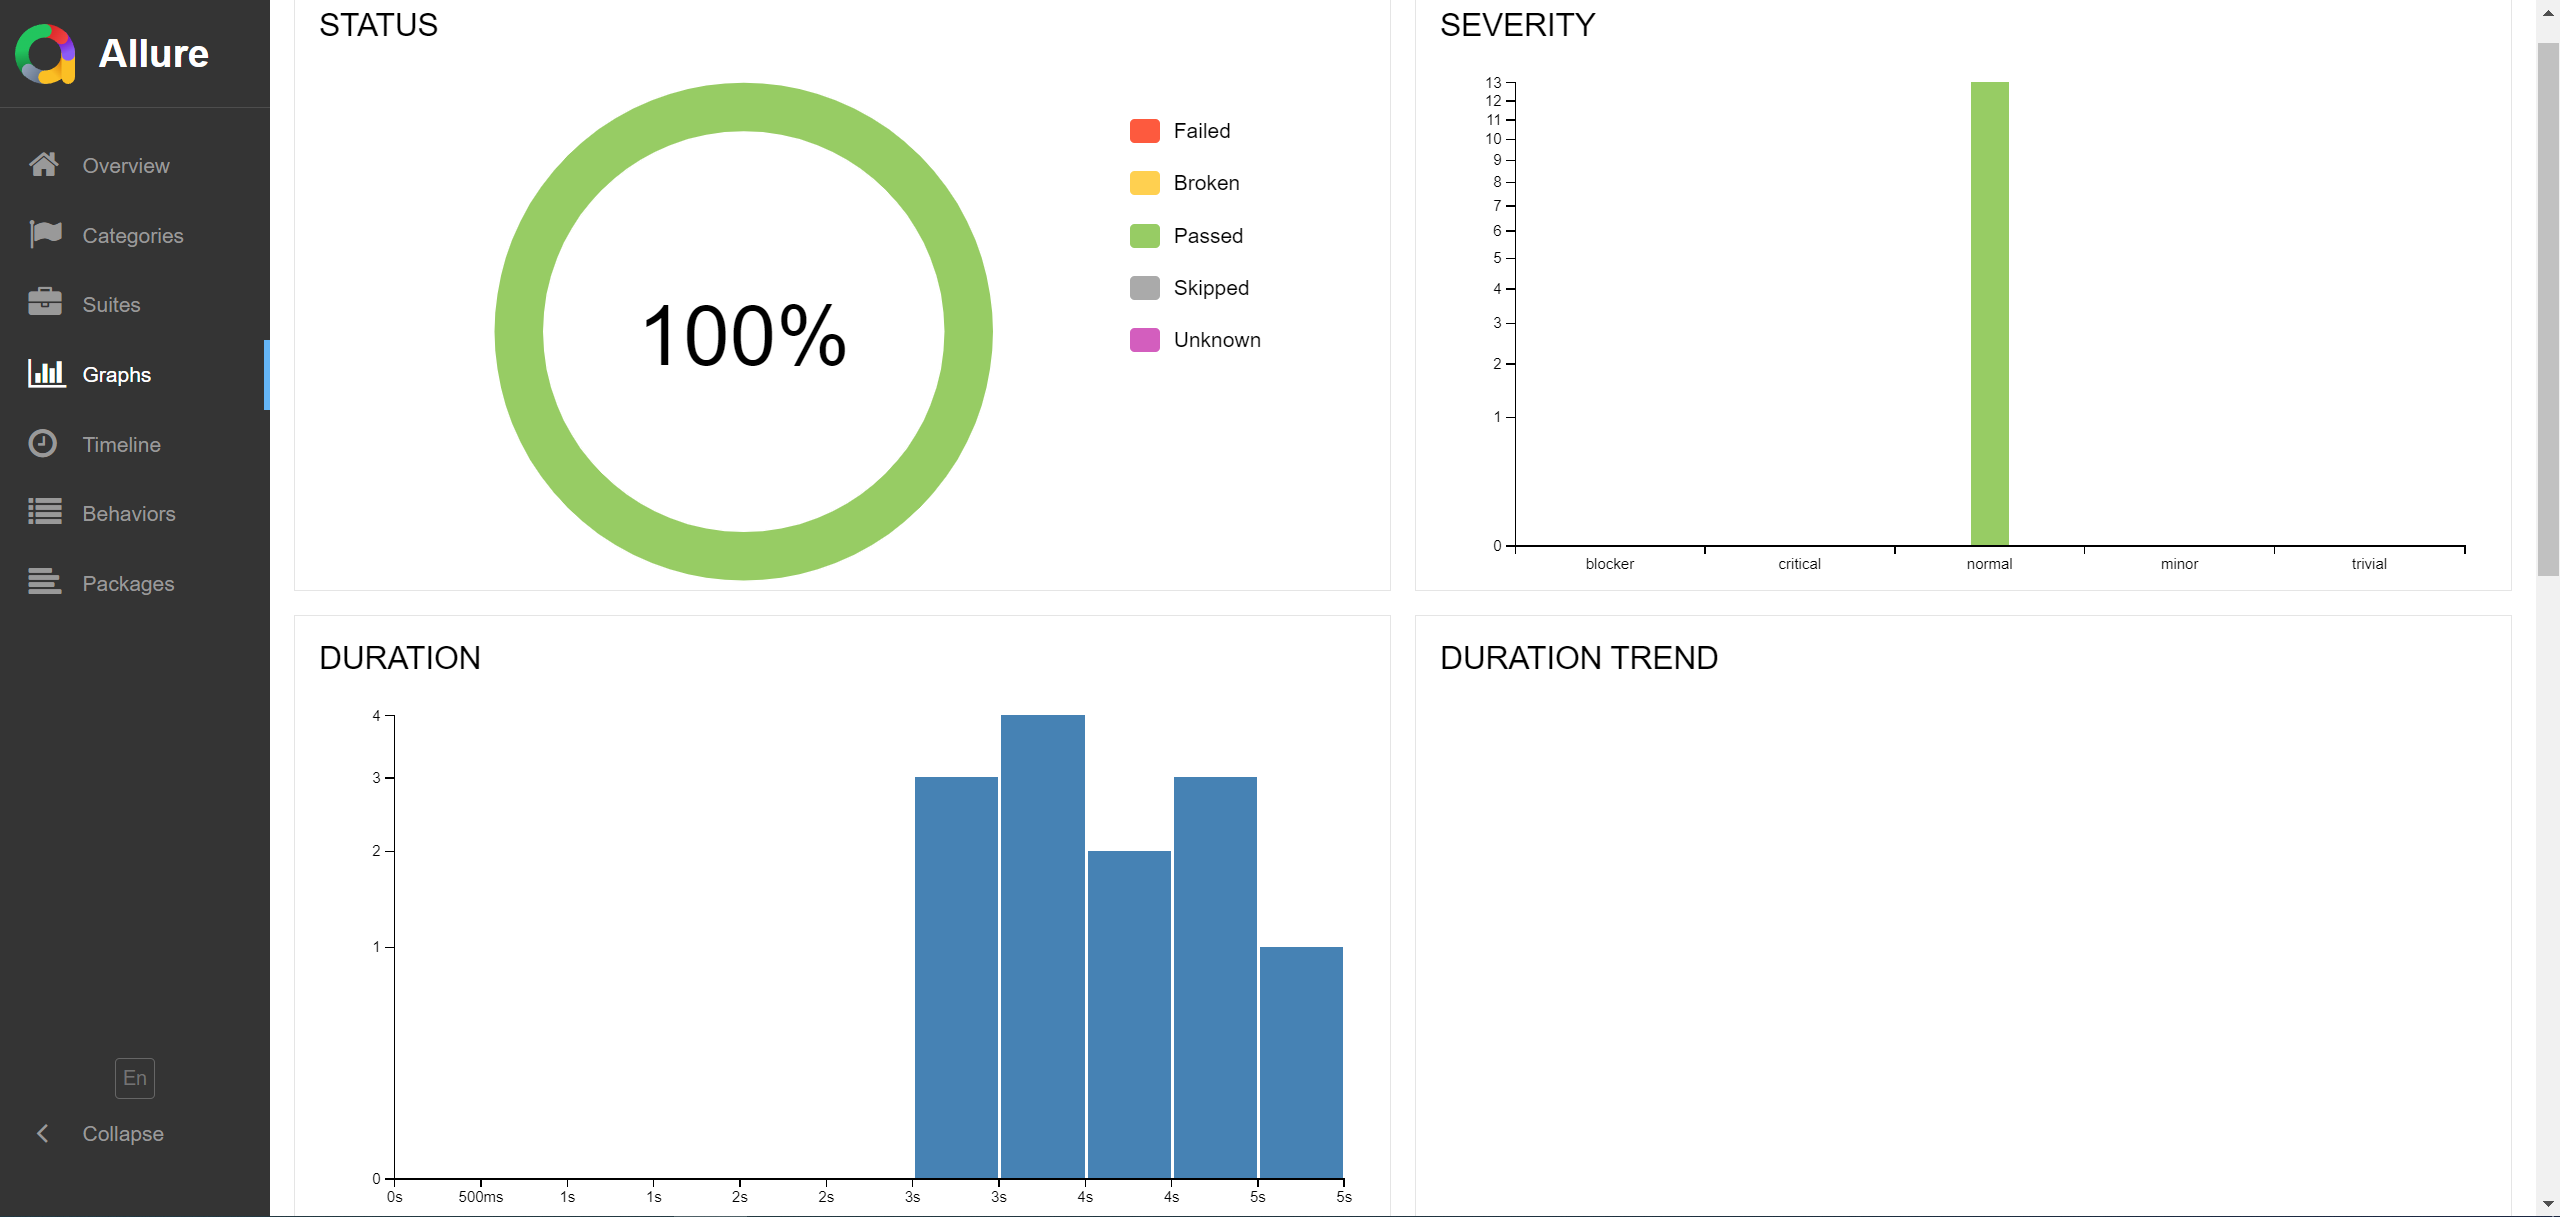 Allure
Overview
Categories
Suites
Graphs
Timeline
Behaviors
Packages
En
Collapse
STATUS
100%
Failed
Broken
Passed
Skipped
Unknown
SEVERITY
13
12
11
10
9
8
7
6
5
4
3
2
1
0
blocker critical normal minor trivial
DURATION
4
3
2
1
0
0s 500ms 1s 1s 2s 2s 3s 3s 4s 4s 5s 5s
DURATION TREND